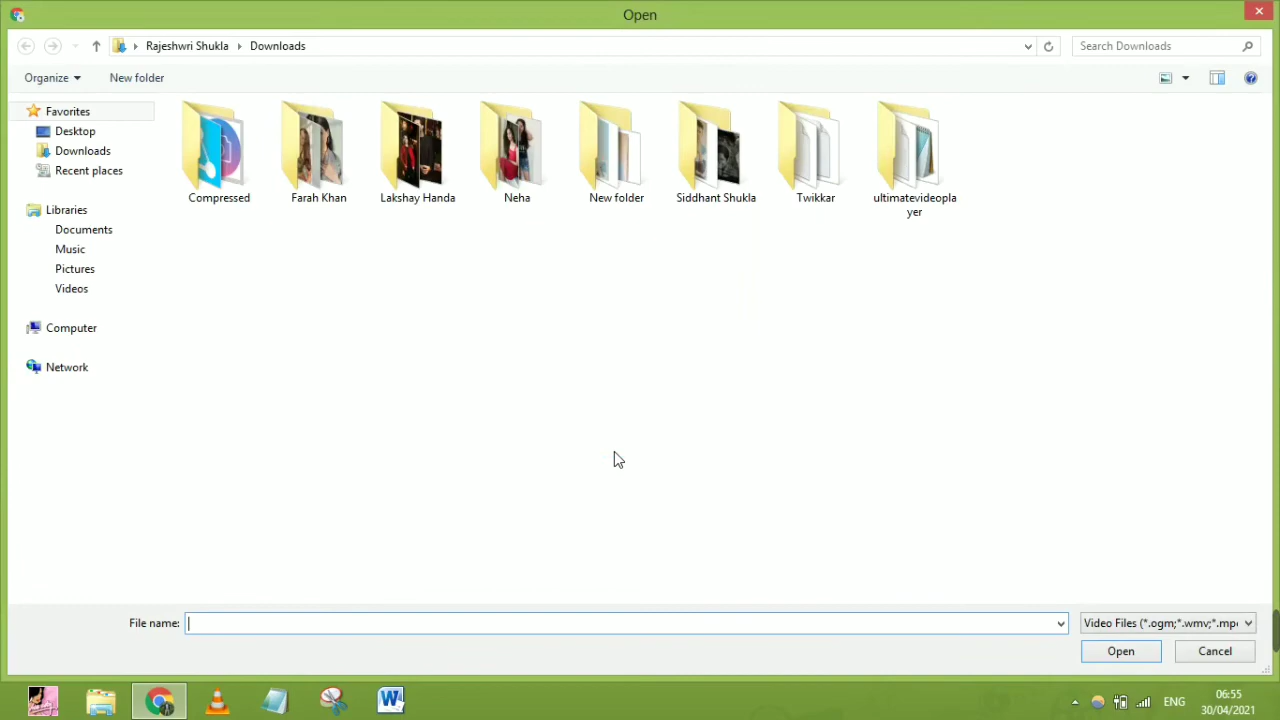 Open
Rajeshwri Shukla
Downloads
Search Downloads
Organize
New folder
Favorites
Desktop
Downloads
Recent places
Libraries
Documents
Music
Pictures
Videos
Computer
Network
Compressed
Farah Khan
Lakshay Handa
Neha
New folder
Siddhant Shukla
Twikkar
ultimatevideopla
yer
File name:
Video Files (*.ogm;*.wmv;*.mp
Open
Cancel
ENG
06:55
30/04/2021